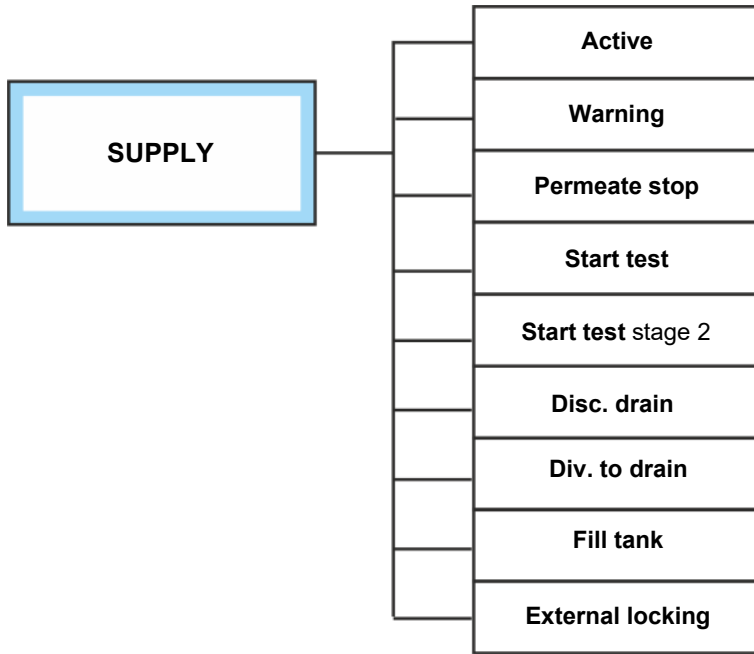 SUPPLY
Active
Warning
Permeate stop
Start test
Start test stage 2
Disc. drain
Div. to drain
Fill tank
External locking